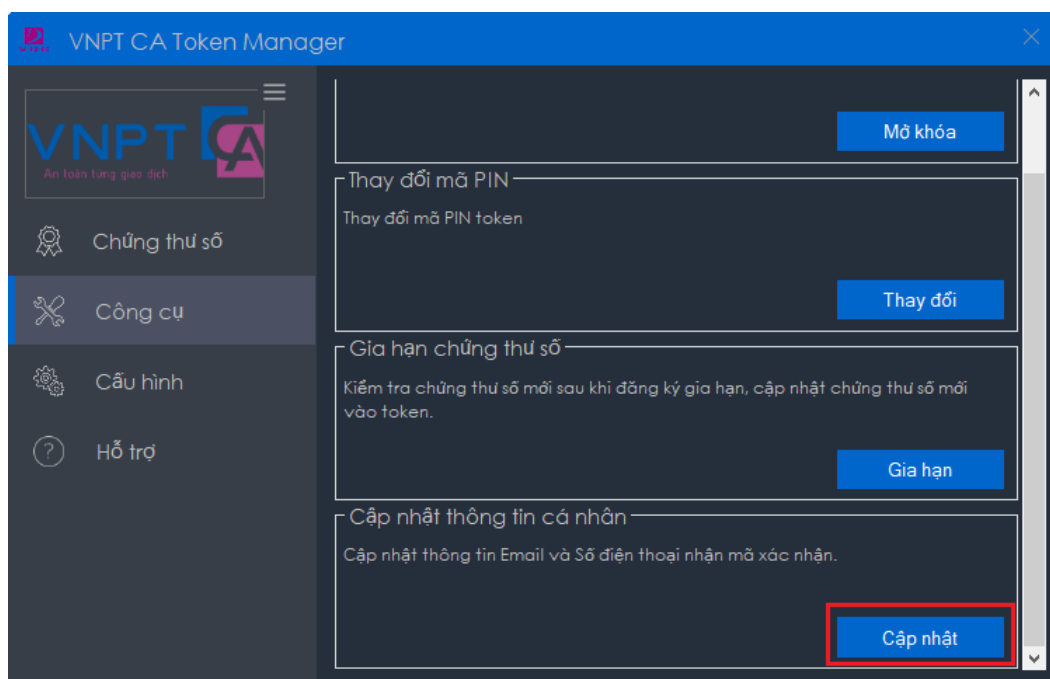 VNPT CA Token Manager
VNPT CA
An toàn từng giao dịch
Chứng thư số
Công cụ
Cấu hình
Hỗ trợ
Mở khóa
Thay đổi mã PIN
Thay đổi mã PIN token
Thay đổi
Gia hạn chứng thư số
Kiểm tra chứng thư số mới sau khi đăng ký gia hạn, cập nhật chứng thư số mới
vào token.
Gia hạn
Cập nhật thông tin cá nhân
Cập nhật thông tin Email và Số điện thoại nhận mã xác nhận.
Cập nhật